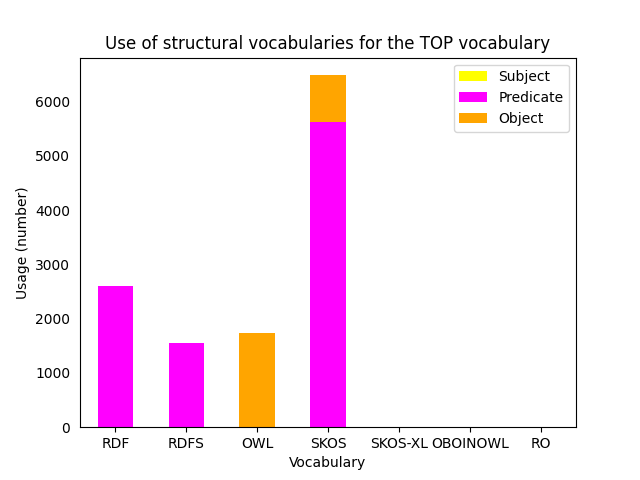 Use of structural vocabularies for the TOP vocabulary
Subject
Predicate
Object
Usage (number)
6000
5000
4000
3000
2000
1000
0
RDF RDFS OWL SKOS SKOS-XL OBOINOWL RO
Vocabulary